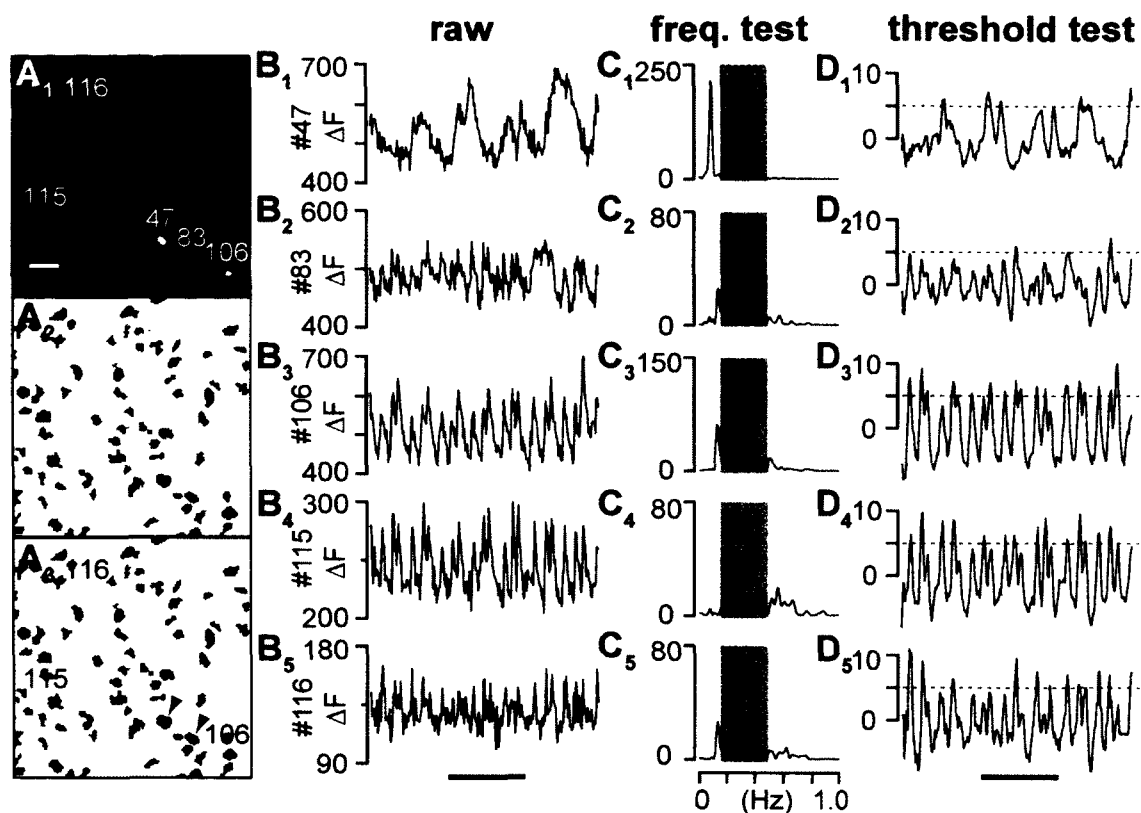 raw
freq. test
threshold test
A1 116
115
47
83
106
A
A
116
115
106
B1
700
#47
ΔF
400
B2
600
#83
ΔF
400
B3
700
#106
ΔF
400
B4
300
#115
ΔF
200
B5
180
#116
ΔF
90
C1
250
0
C2
80
0
C3
150
0
C4
80
0
C5
80
0
0 (Hz) 1.0
D1
10
0
D2
10
0
D3
10
0
D4
10
0
D5
10
0